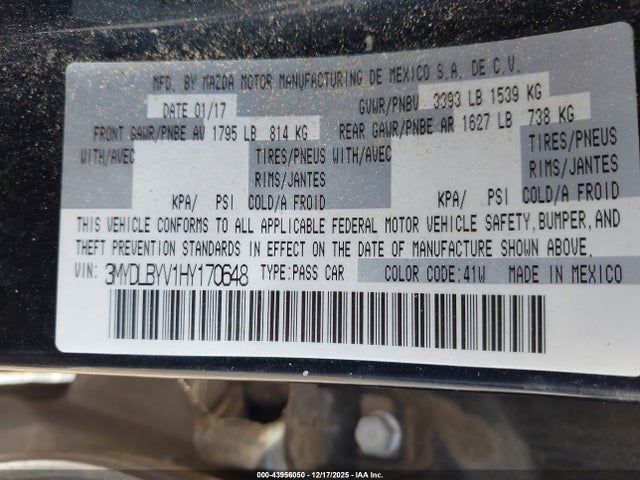 MFD. BY MAZDA MOTOR MANUFACTURING DE MEXICO S.A. DE C.V.
DATE 01/17 GVWR/PNBV 3393 LB 1539 KG
FRONT GAWR/PNBE AV 1795 LB 814 KG REAR GAWR/PNBE AR 1627 LB 738 KG
WITH/AVEC TIRES/PNEUS WITH/AVEC TIRES/PNEUS
RIMS/JANTES RIMS/JANTES
KPA/ PSI COLD/A FROID KPA/ PSI COLD/A FROID
THIS VEHICLE CONFORMS TO ALL APPLICABLE FEDERAL MOTOR VEHICLE SAFETY, BUMPER, AND
THEFT PREVENTION STANDARDS IN EFFECT ON THE DATE OF MANUFACTURE SHOWN ABOVE.
VIN: 3MYDLBYV1HY170648 TYPE:PASS CAR COLOR CODE:41W MADE IN MEXICO
000-43956050 - 12/17/2025 - IAA Inc.